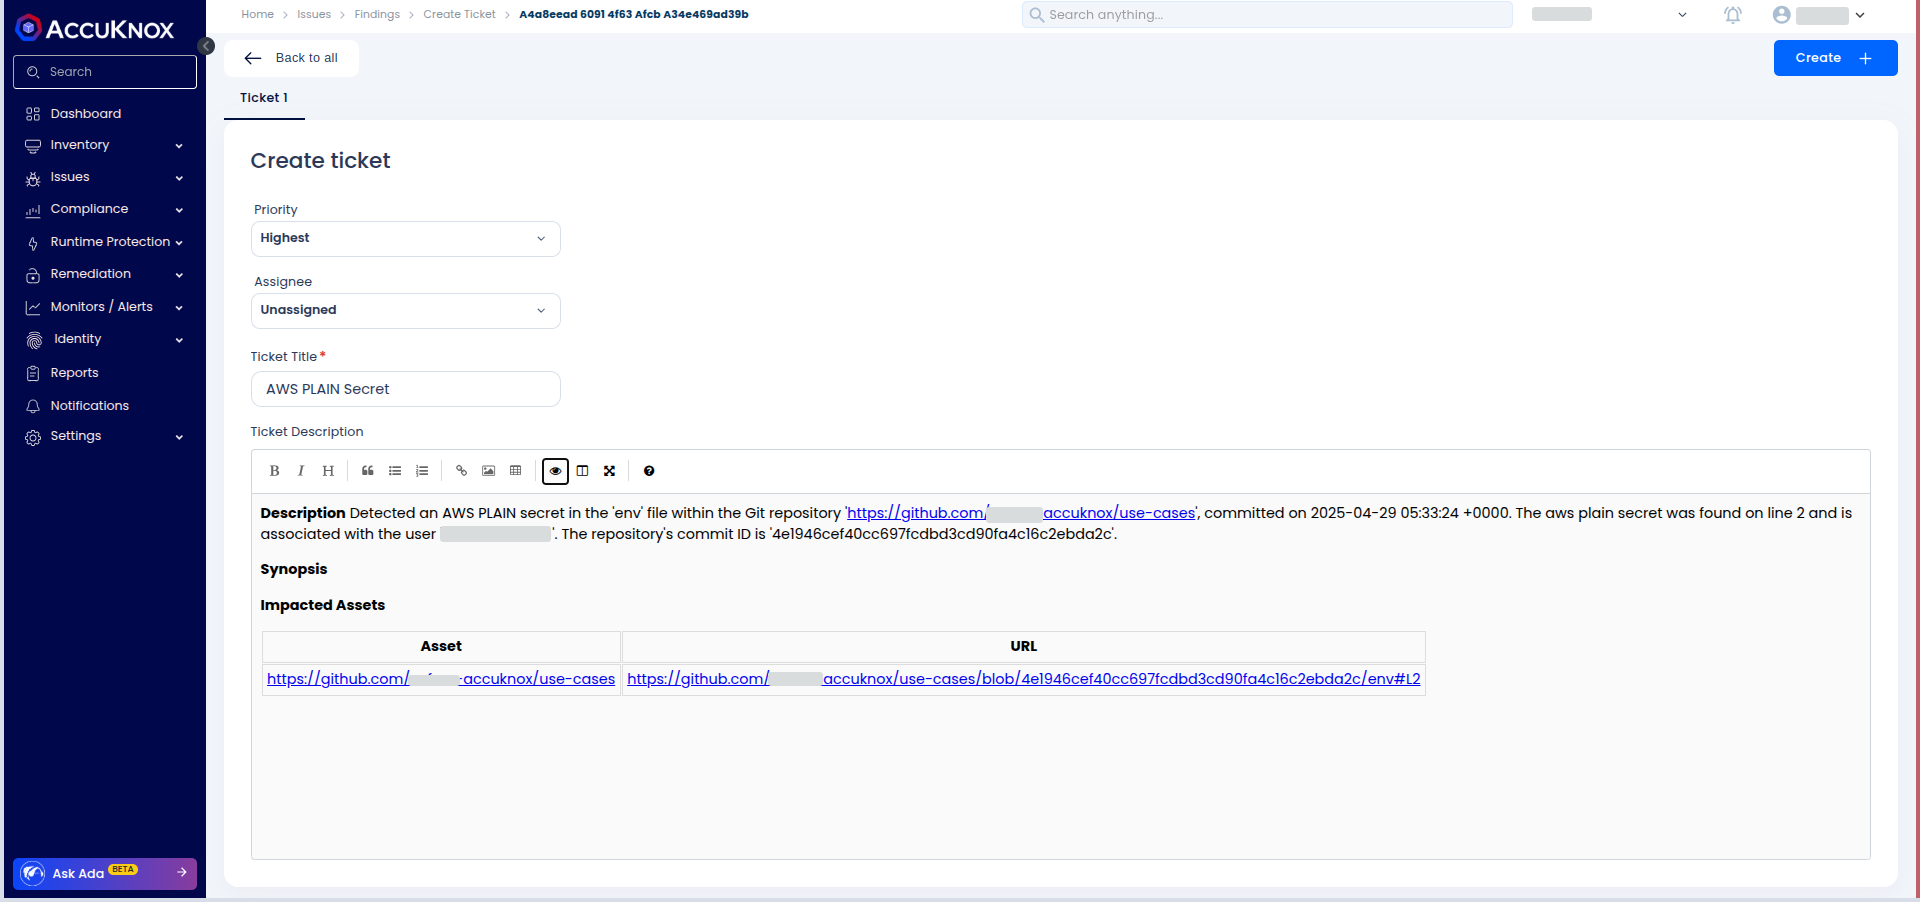 ACCUKNOX
Home > Issues > Findings > Create Ticket > A4a8eead 6091 4f63 Afcb A34e469ad39b
Search anything...
Search
Dashboard
Inventory
Issues
Compliance
Runtime Protection
Remediation
Monitors / Alerts
Identity
Reports
Notifications
Settings
Ask Ada BETA
Back to all
Create +
Ticket 1
Create ticket
Priority
Highest
Assignee
Unassigned
Ticket Title*
AWS PLAIN Secret
Ticket Description
B I H
Description Detected an AWS PLAIN secret in the 'env' file within the Git repository 'https://github.com/ accuknox/use-cases', committed on 2025-04-29 05:33:24 +0000. The aws plain secret was found on line 2 and is
associated with the user '. The repository's commit ID is '4e1946cef40cc697fcdbd3cd90fa4c16c2ebda2c'.
Synopsis
Impacted Assets
Asset URL
https://github.com/ -accuknox/use-cases https://github.com/ accuknox/use-cases/blob/4e1946cef40cc697fcdbd3cd90fa4c16c2ebda2c/env#L2